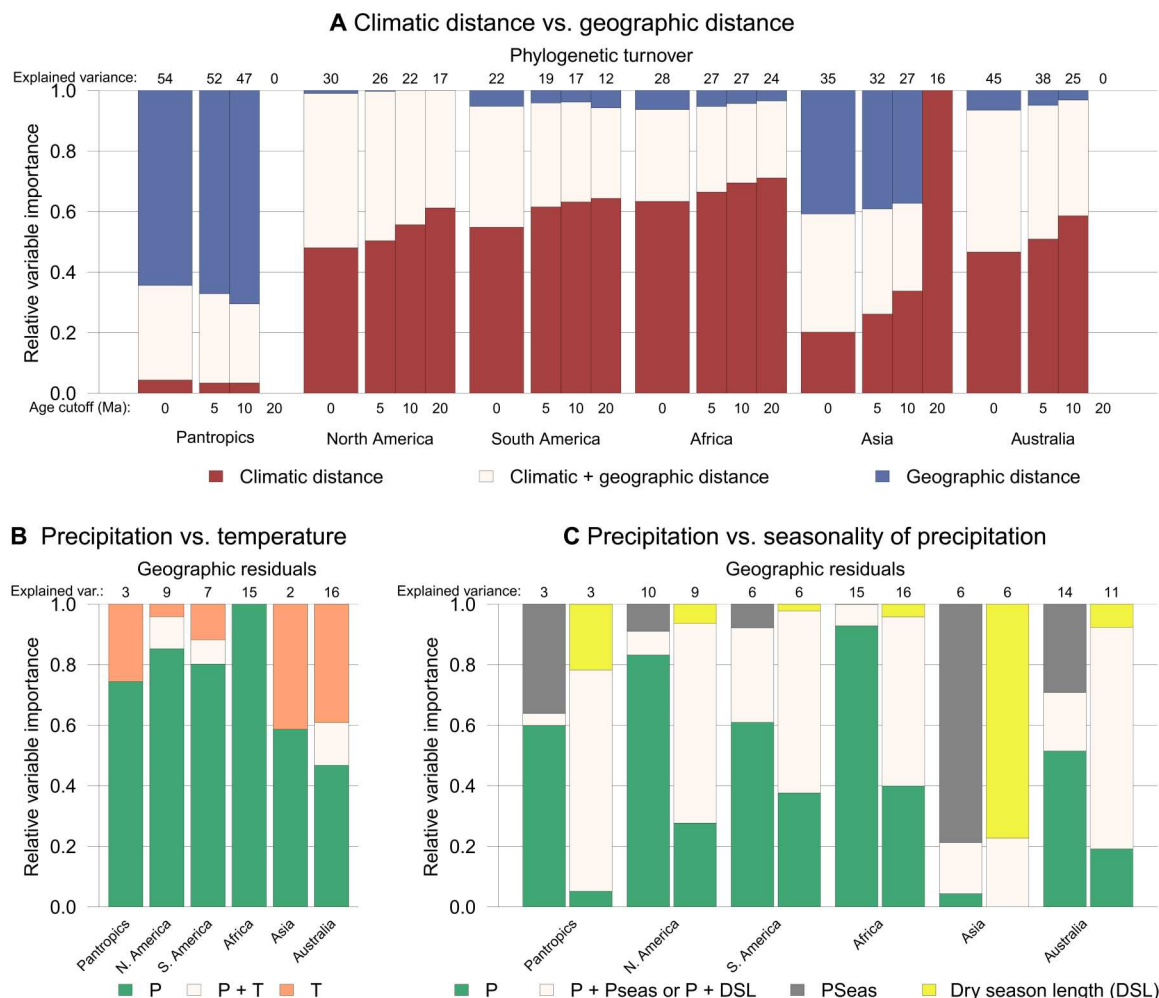 A Climatic distance vs. geographic distance
Phylogenetic turnover
Explained variance: 54 52 47 0 30 26 22 17 22 19 17 12 28 27 27 24 35 32 27 16 45 38 25 0
Relative variable importance
1.0
0.8
0.6
0.4
0.2
0.0
Age cutoff (Ma): 0 5 10 20 0 5 10 20 0 5 10 20 0 5 10 20 0 5 10 20 0 5 10 20
Pantropics North America South America Africa Asia Australia
Climatic distance Climatic + geographic distance Geographic distance
B Precipitation vs. temperature
Geographic residuals
Explained var.: 3 9 7 15 2 16
Relative variable importance
1.0
0.8
0.6
0.4
0.2
0.0
Pantropics N. America S. America Africa Asia Australia
P P + T T
C Precipitation vs. seasonality of precipitation
Geographic residuals
Explained variance: 3 3 10 9 6 6 15 16 6 6 14 11
Relative variable importance
1.0
0.8
0.6
0.4
0.2
0.0
Pantropics N. America S. America Africa Asia Australia
P P + Pseas or P + DSL PSeas Dry season length (DSL)